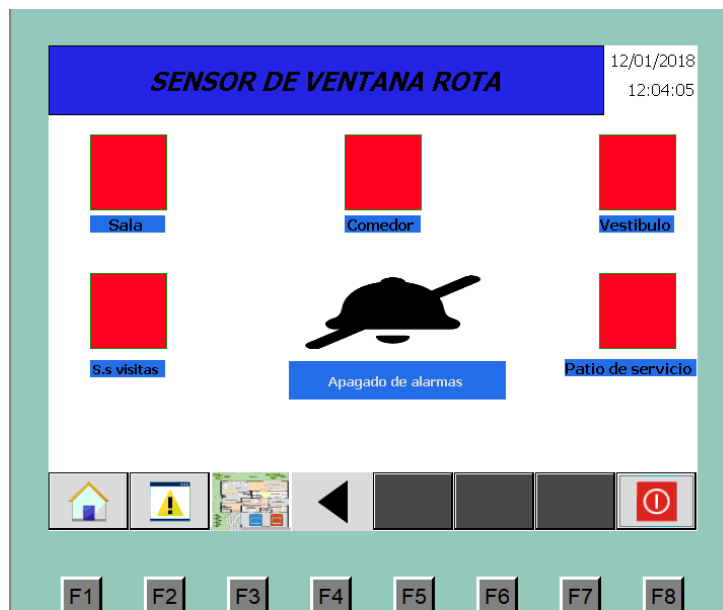 SENSOR DE VENTANA ROTA
12/01/2018
12:04:05
Sala
Comedor
Vestibulo
S.s visitas
Apagado de alarmas
Patio de servicio
F1
F2
F3
F4
F5
F6
F7
F8